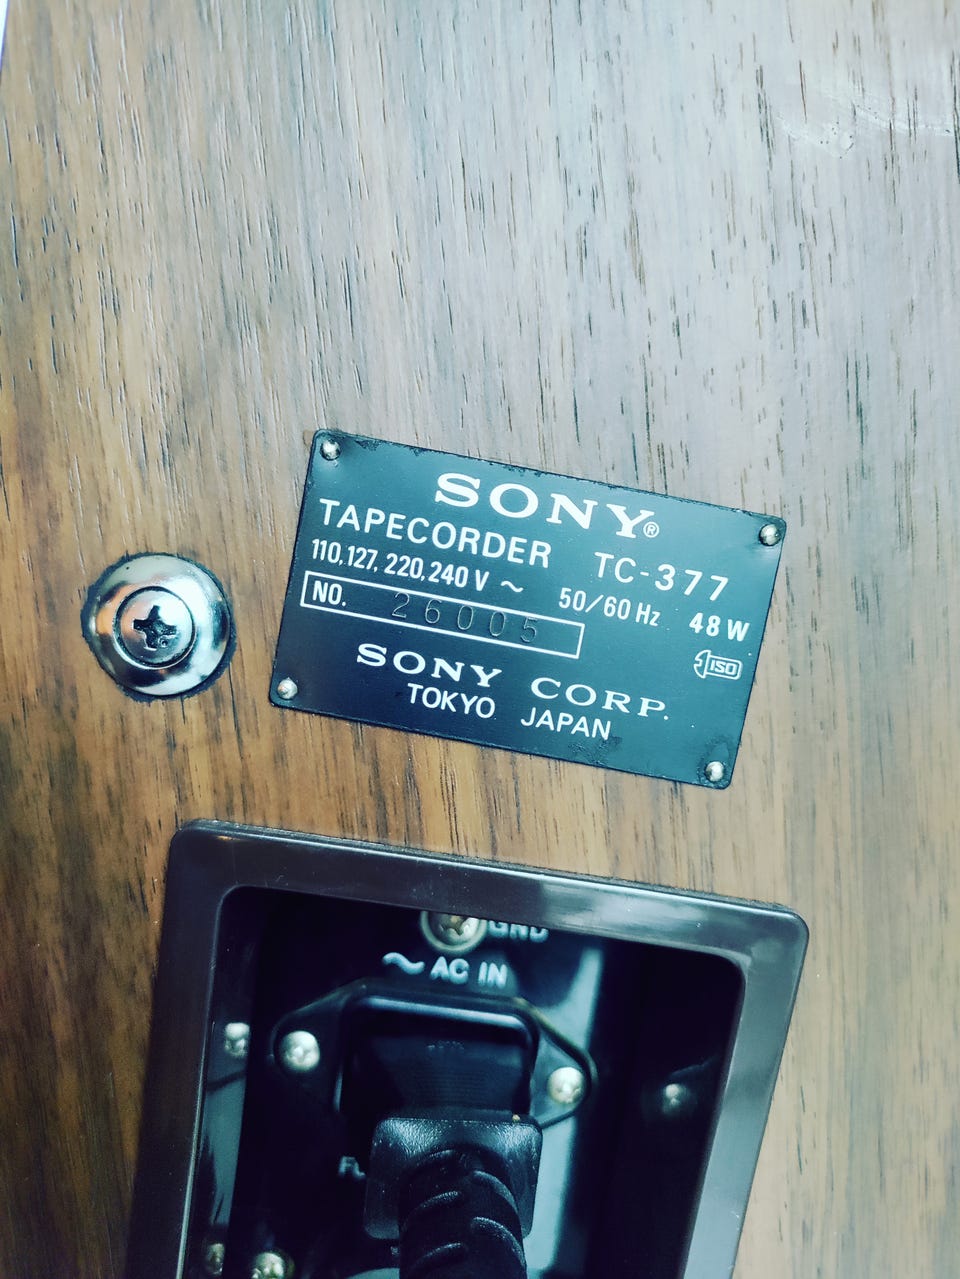 SONY®
TAPECORDER TC-377
110,127, 220,240 V ~ 50/60 Hz 48 W
NO. 26005
ISO
SONY CORP.
TOKYO JAPAN
GND
~ AC IN